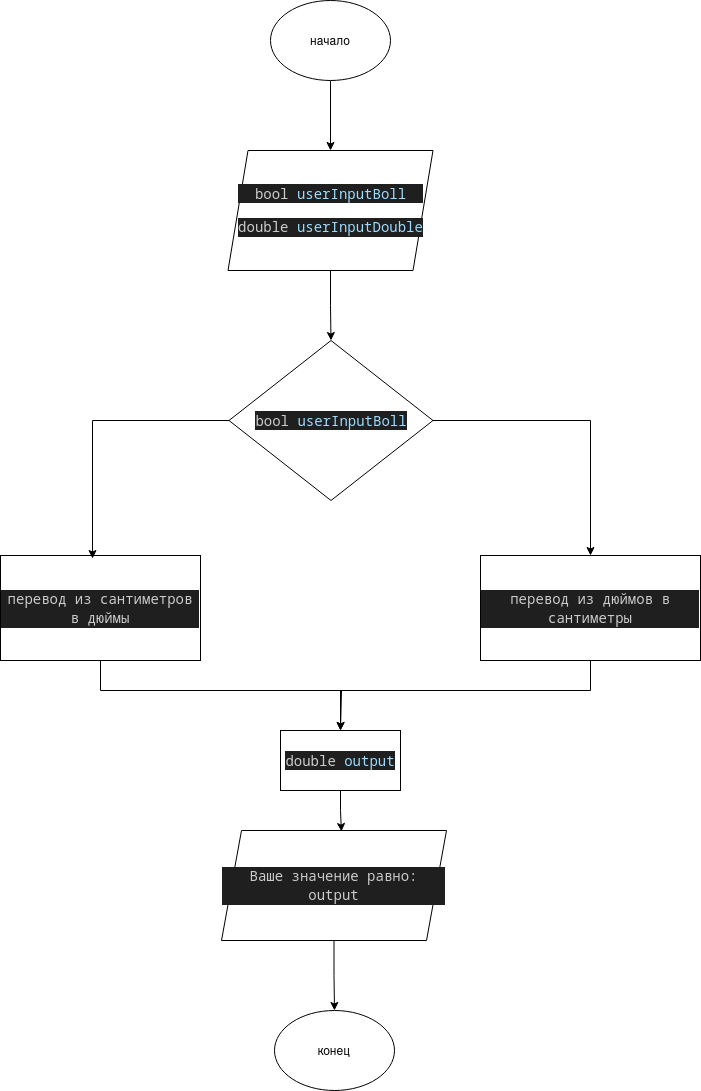 начало
bool userInputBoll
double userInputDouble
bool userInputBoll
перевод из сантиметров
в дюймы
перевод из дюймов в
сантиметры
double output
Ваше значение равно:
output
конец